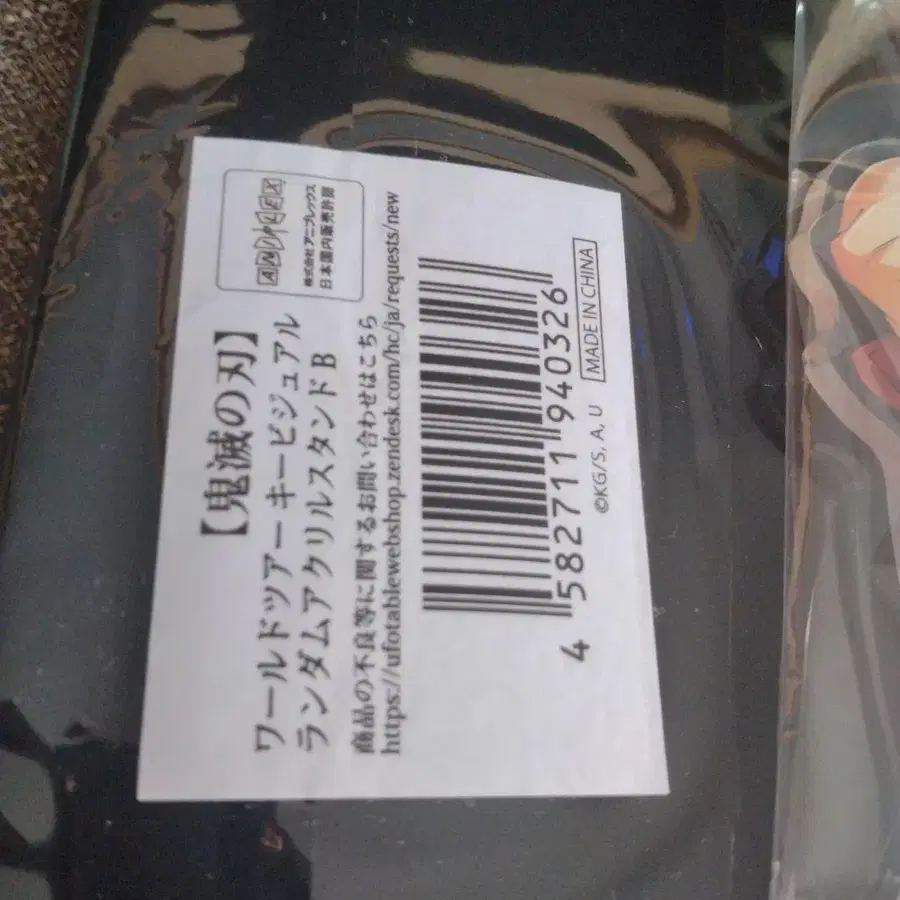 【鬼滅の刃】
ワールドツアーキービジュアル
ランダムアクリルスタンドB
商品の不良等に関するお問い合わせはこちら
https://ufotablewebshop.zendesk.com/hc/ja/requests/new
ANIPLEX
株式会社アニプレックス
日本国内販売許諾
4 582711 940326
©KG/S, A, U
MADE IN CHINA